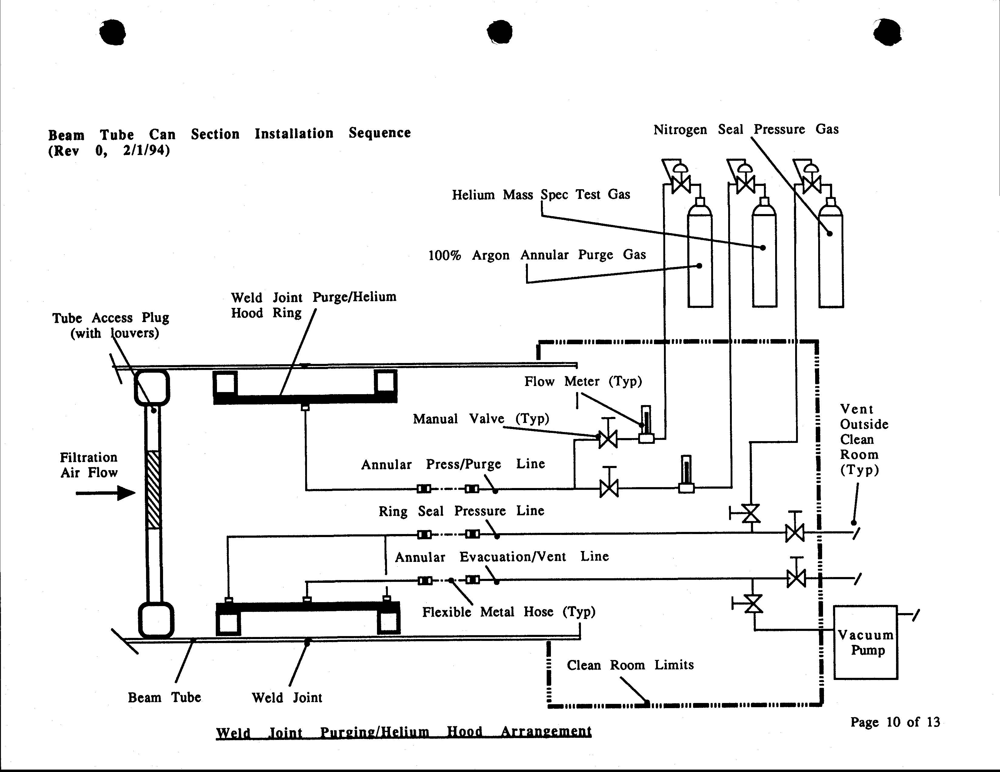 Beam Tube Can Section Installation Sequence
(Rev 0, 2/1/94)
Nitrogen Seal Pressure Gas
Helium Mass Spec Test Gas
100% Argon Annular Purge Gas
Weld Joint Purge/Helium
Hood Ring
Tube Access Plug
(with louvers)
Flow Meter (Typ)
Manual Valve (Typ)
Vent
Outside
Clean
Room
(Typ)
Filtration
Air Flow
Annular Press/Purge Line
Ring Seal Pressure Line
Annular Evacuation/Vent Line
Flexible Metal Hose (Typ)
Vacuum
Pump
Clean Room Limits
Beam Tube
Weld Joint
Page 10 of 13
Weld Joint Purging/Helium Hood Arrangement